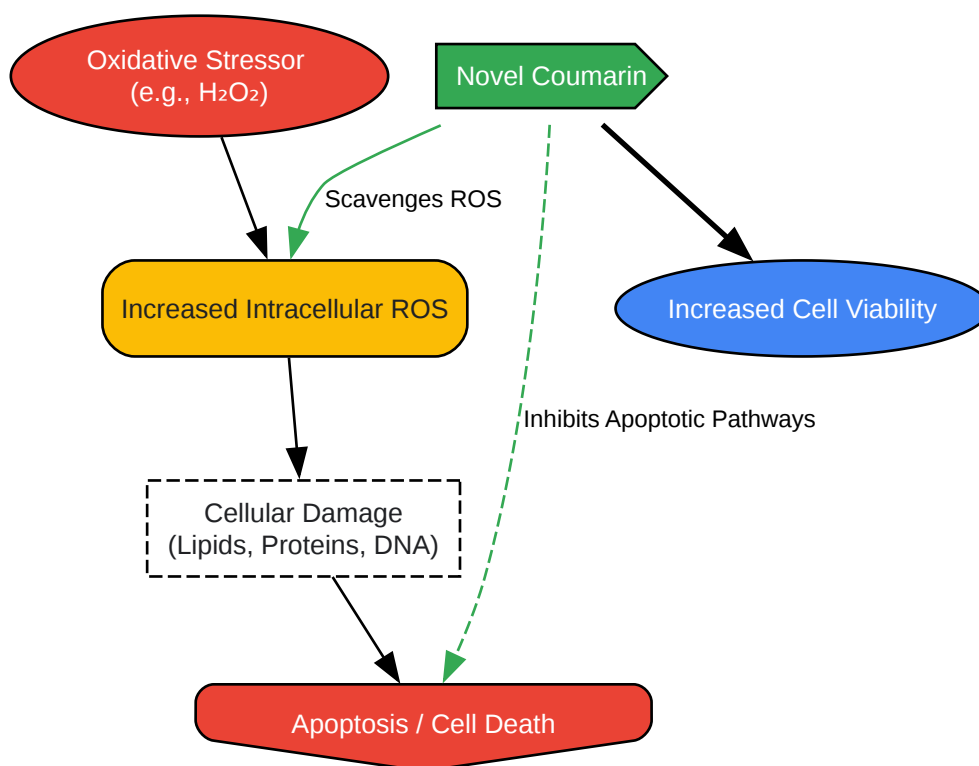 Oxidative Stressor
(e.g., H₂O₂)
Novel Coumarin
Scavenges ROS
Increased Intracellular ROS
Increased Cell Viability
Inhibits Apoptotic Pathways
Cellular Damage
(Lipids, Proteins, DNA)
Apoptosis / Cell Death